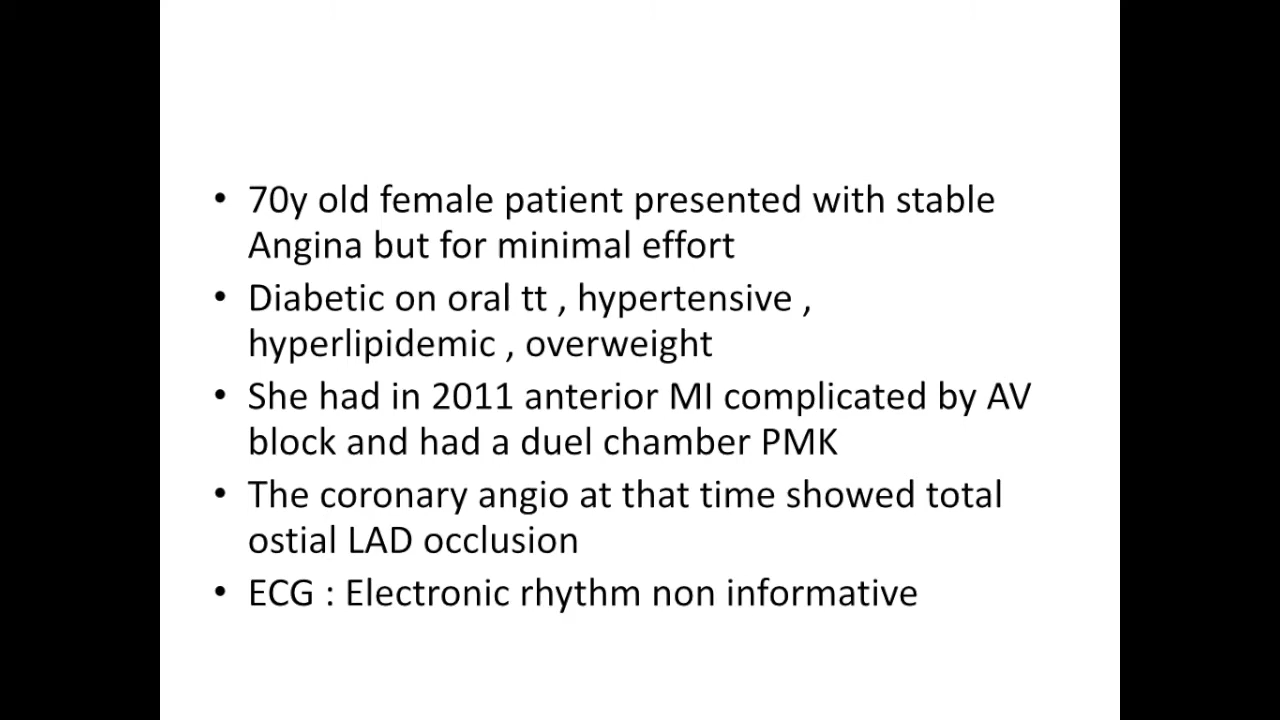 • 70y old female patient presented with stable
Angina but for minimal effort
• Diabetic on oral tt , hypertensive ,
hyperlipidemic , overweight
• She had in 2011 anterior MI complicated by AV
block and had a duel chamber PMK
• The coronary angio at that time showed total
ostial LAD occlusion
• ECG : Electronic rhythm non informative